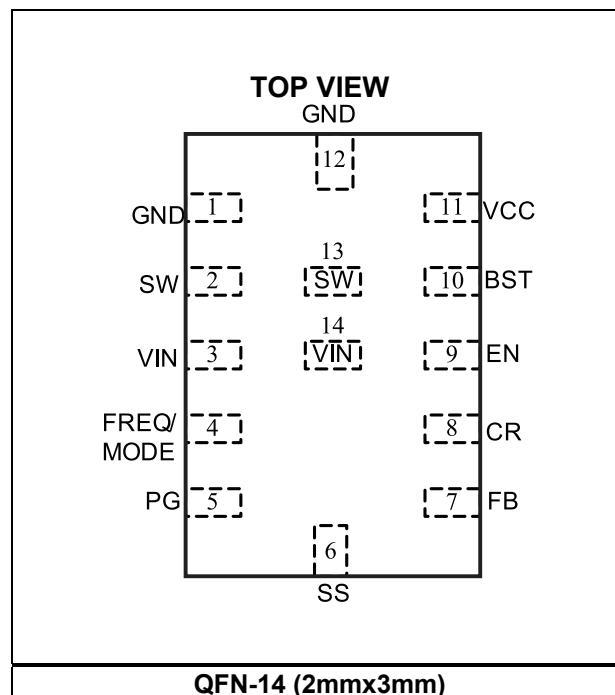 TOP VIEW
GND
12
GND 1
11 VCC
13
SW 2
SW
10 BST
14
VIN 3
VIN
9 EN
FREQ/
MODE
4
8 CR
PG 5
7 FB
6
SS
QFN-14 (2mmx3mm)